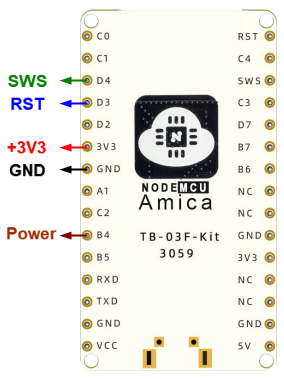 C0 RST
C1 C4
SWS D4 SWS
RST D3 C3
D2 D7
+3V3 3V3 B7
GND GND B6
A1 NC
NODEMCU
Amica
C2 NC
Power B4 TB-03F-Kit GND
B5 3059 3V3
RXD NC
TXD NC
GND GND
VCC 5V